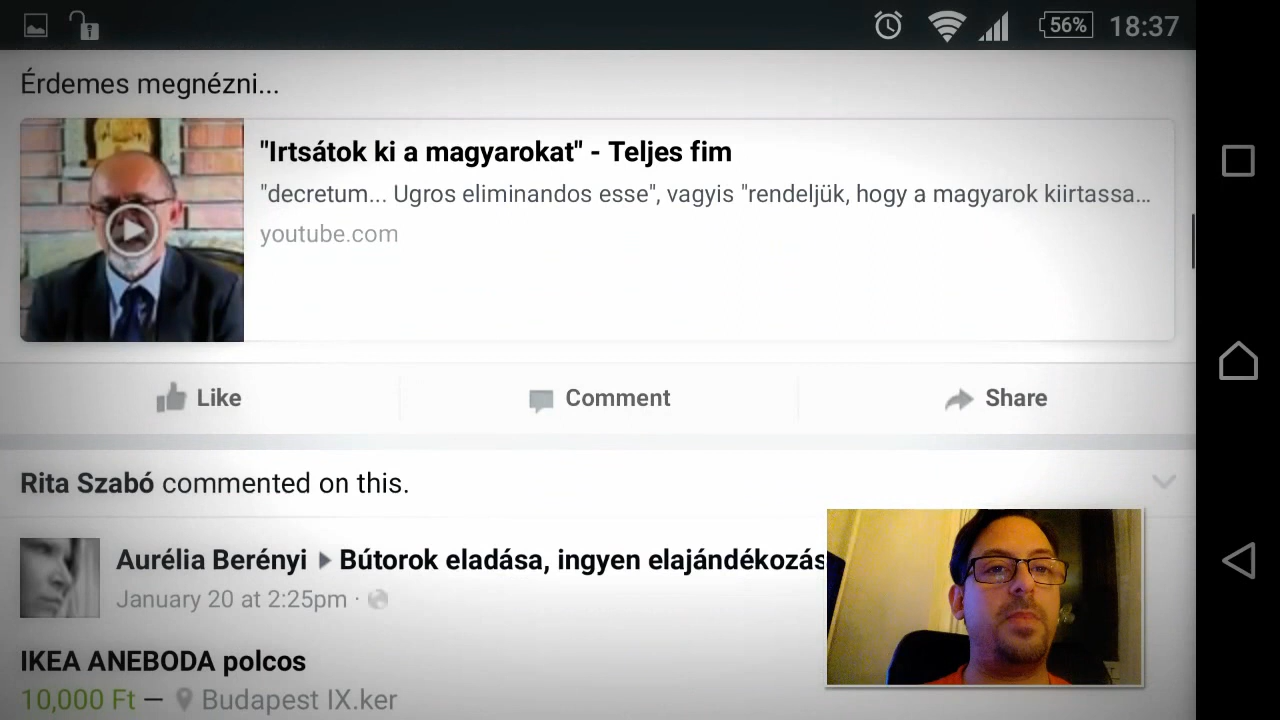 56% 18:37
Érdemes megnézni...
"Irtsátok ki a magyarokat" - Teljes fim
"decretum... Ugros eliminandos esse", vagyis "rendeljük, hogy a magyarok kiirtassa...
youtube.com
Like Comment Share
Rita Szabó commented on this.
Aurélia Berényi Bútorok eladása, ingyen elajándékozás
January 20 at 2:25pm ·
IKEA ANEBODA polcos
10,000 Ft — Budapest IX.ker